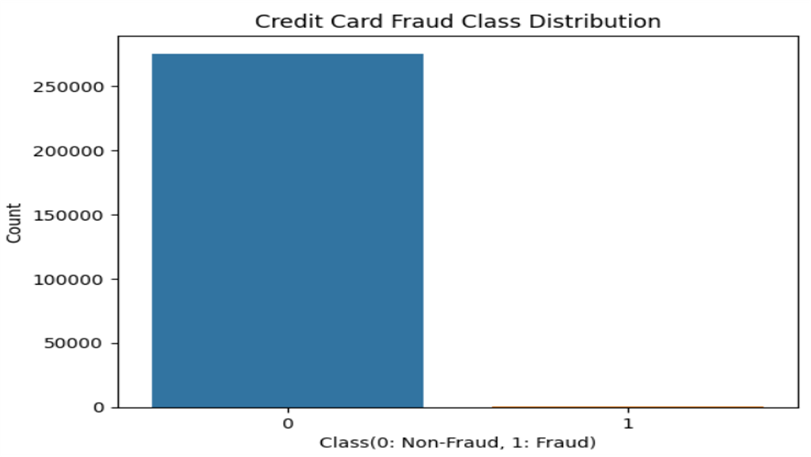 Credit Card Fraud Class Distribution
250000
200000
150000
100000
50000
0
Count
0 1
Class(0: Non-Fraud, 1: Fraud)